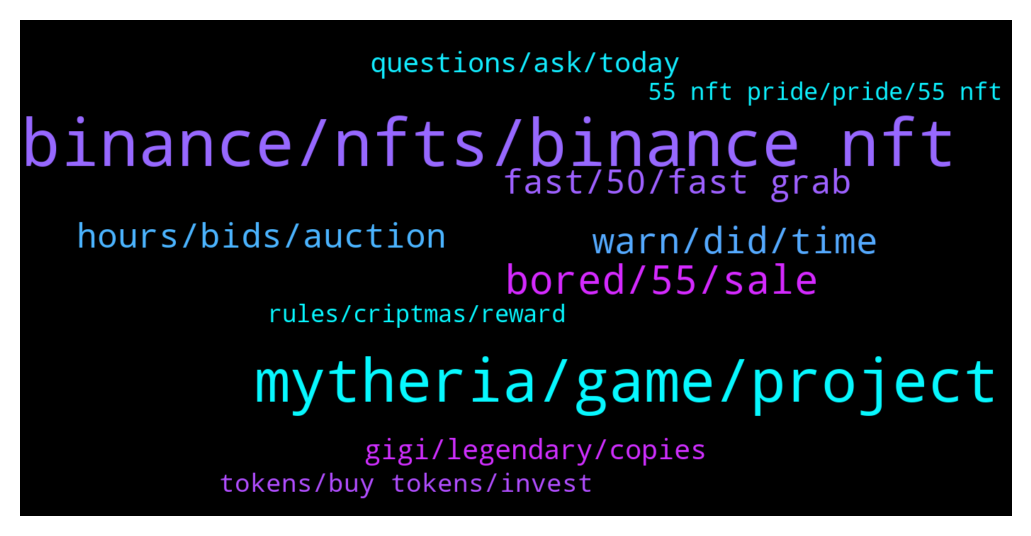 questions/ask/today
55 nft pride/pride/55 nft
binance/nfts/binance nft
fast/50/fast grab
hours/bids/auction
warn/did/time
bored/55/sale
rules/criptmas/reward
mytheria/game/project
gigi/legendary/copies
tokens/buy tokens/invest